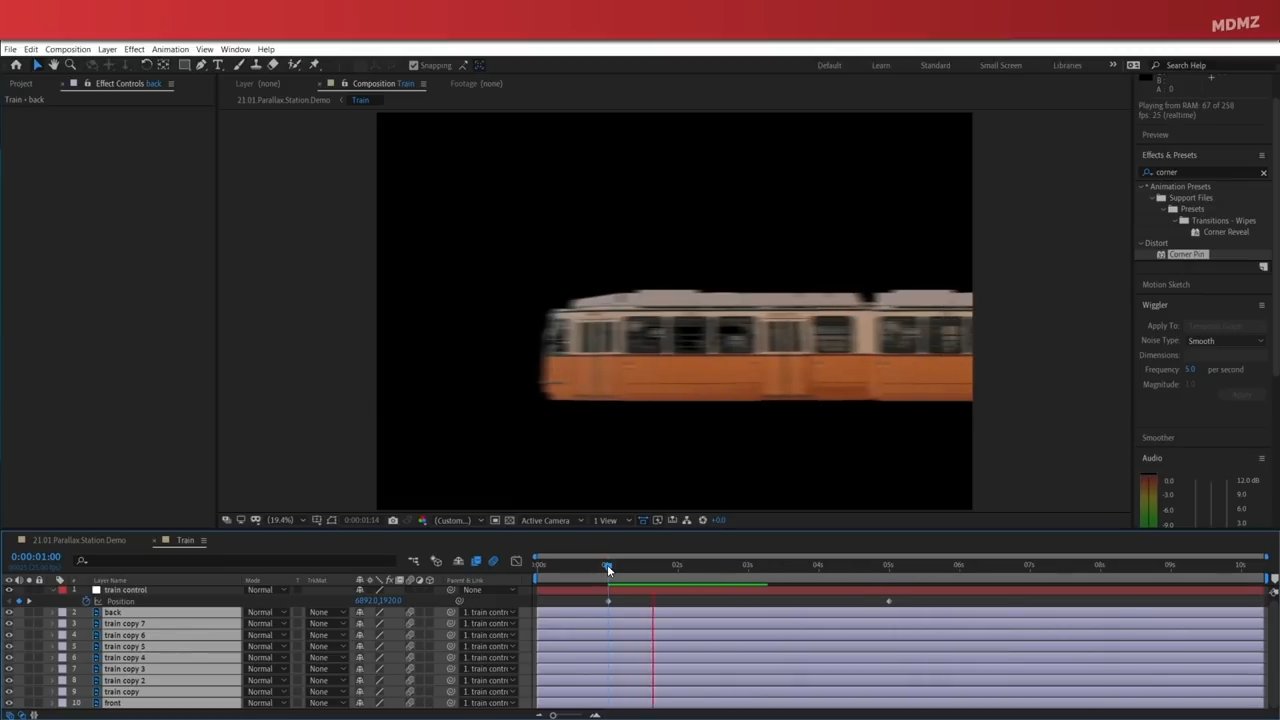 MDMZ
File Edit Composition Layer Effect Animation View Window Help
Snapping Default Learn Standard Small Screen Libraries Search Help
Project Effect Controls back Layer (none) Composition Train Footage (none)
Train • back 21.01.Parallax.Station.Demo Train
B:
A: 0
Playing from RAM: 67 of 258
fps. 25 (realtime)
Preview
Effects & Presets
corner
* Animation Presets
Support Files
Presets
Transitions - Wipes
Corner Reveal
Distort
Corner Pin
Motion Sketch
Wiggler
Apply To:
Noise Type: Smooth
Dimensions:
Frequency: 5.0 per second
Magnitude:
Apply
Smoother
Audio
0.0 12.0 dB
-3.0 9.0
-6.0 6.0
-9.0 3.0
(19.4%) 0:00:01:14 (Custom...) Active Camera 1 View +0.0
21.01.Parallax.Station.Demo Train
0:00:01:00
:00s 02s 03s 04s 05s 06s 07s 08s 09s 10s
# Layer Name Mode T TrkMat Parent & Link
1 train control Normal None
Position 6892.0,1920.0
2 back Normal None 1. train contr
3 train copy 7 Normal None 1. train contr
4 train copy 6 Normal None 1. train contr
5 train copy 5 Normal None 1. train contr
6 train copy 4 Normal None 1. train contr
7 train copy 3 Normal None 1. train contr
8 train copy 2 Normal None 1. train contr
9 train copy Normal None 1. train contr
10 front Normal None 1. train contr